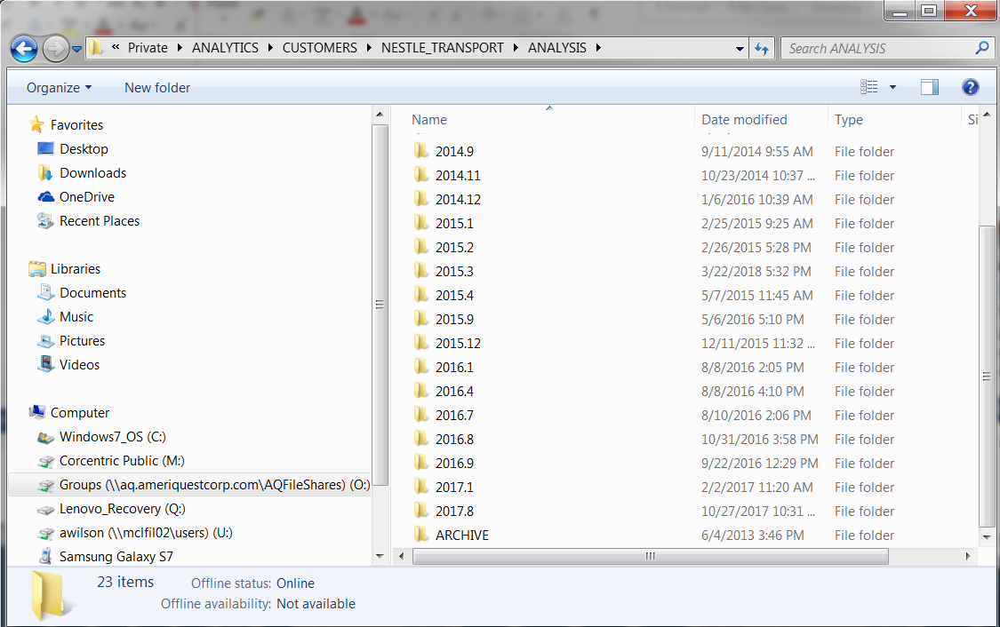 « Private ANALYTICS CUSTOMERS NESTLE_TRANSPORT ANALYSIS Search ANALYSIS
Organize New folder
Name Date modified Type Si
Favorites
Desktop
Downloads
OneDrive
Recent Places
Libraries
Documents
Music
Pictures
Videos
Computer
Windows7_OS (C:)
Corcentric Public (M:)
Groups (\\aq.ameriquestcorp.com\AQFileShares) (O:)
Lenovo_Recovery (Q:)
awilson (\\mclfil02\users) (U:)
Samsung Galaxy S7
2014.9 9/11/2014 9:55 AM File folder
2014.11 10/23/2014 10:37 ... File folder
2014.12 1/6/2016 10:39 AM File folder
2015.1 2/25/2015 9:25 AM File folder
2015.2 2/26/2015 5:28 PM File folder
2015.3 3/22/2018 5:32 PM File folder
2015.4 5/7/2015 11:45 AM File folder
2015.9 5/6/2016 5:10 PM File folder
2015.12 12/11/2015 11:32 ... File folder
2016.1 8/8/2016 2:05 PM File folder
2016.4 8/8/2016 4:10 PM File folder
2016.7 8/10/2016 2:06 PM File folder
2016.8 10/31/2016 3:58 PM File folder
2016.9 9/22/2016 12:29 PM File folder
2017.1 2/2/2017 11:20 AM File folder
2017.8 10/27/2017 10:31 ... File folder
ARCHIVE 6/4/2013 3:46 PM File folder
23 items Offline status: Online
Offline availability: Not available